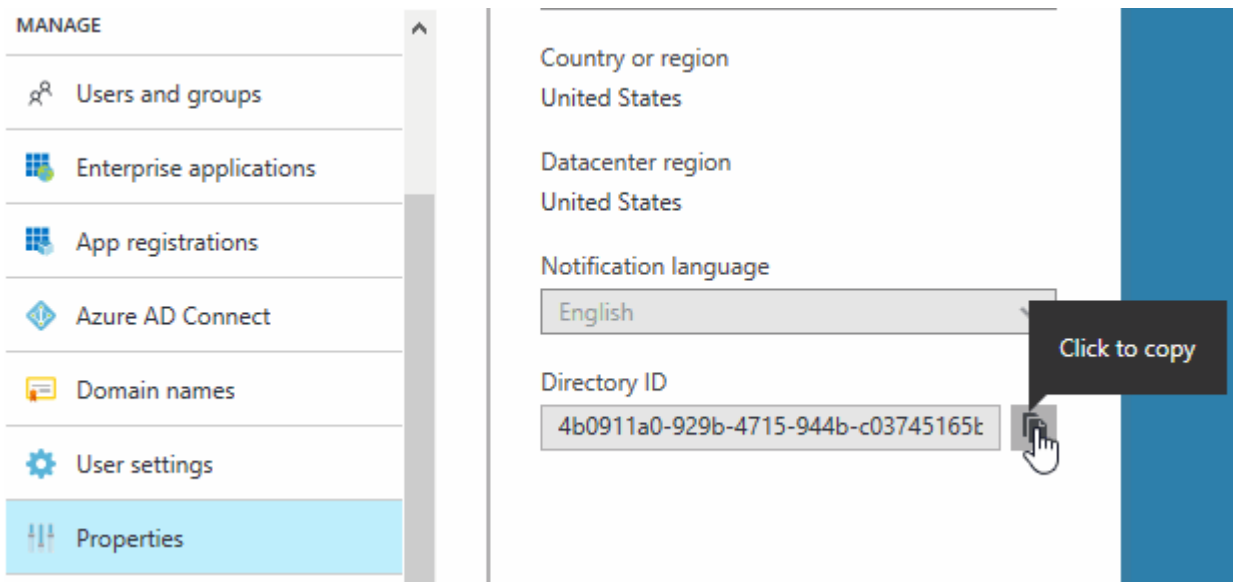 MANAGE
Users and groups
Enterprise applications
App registrations
Azure AD Connect
Domain names
User settings
Properties
Country or region
United States
Datacenter region
United States
Notification language
English
Click to copy
Directory ID
4b0911a0-929b-4715-944b-c03745165b